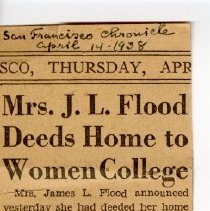 San Francisco Chronicle
April 14-1938
SCO, THURSDAY, APR
Mrs. J. L. Flood
Deeds Home to
Women College
Mrs. James L. Flood announced
yesterday she had deeded her home